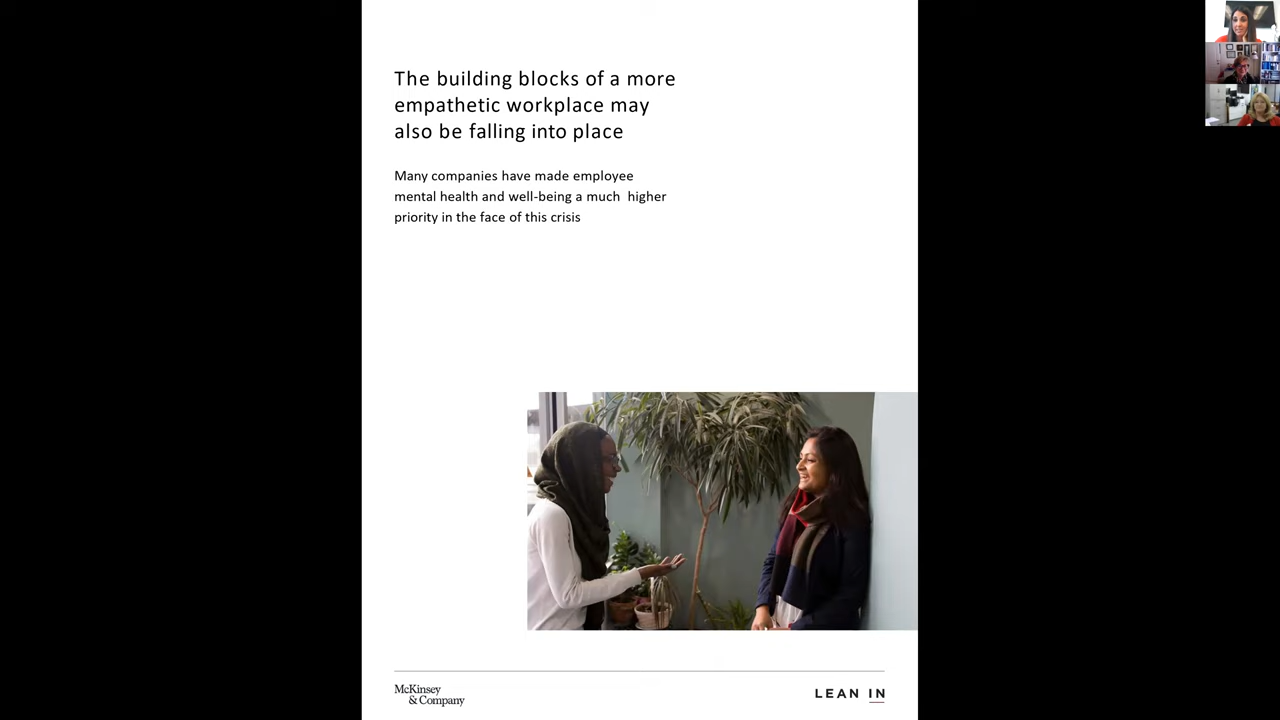 The building blocks of a more
empathetic workplace may
also be falling into place
Many companies have made employee
mental health and well-being a much  higher
priority in the face of this crisis
McKinsey
& Company
LEAN IN